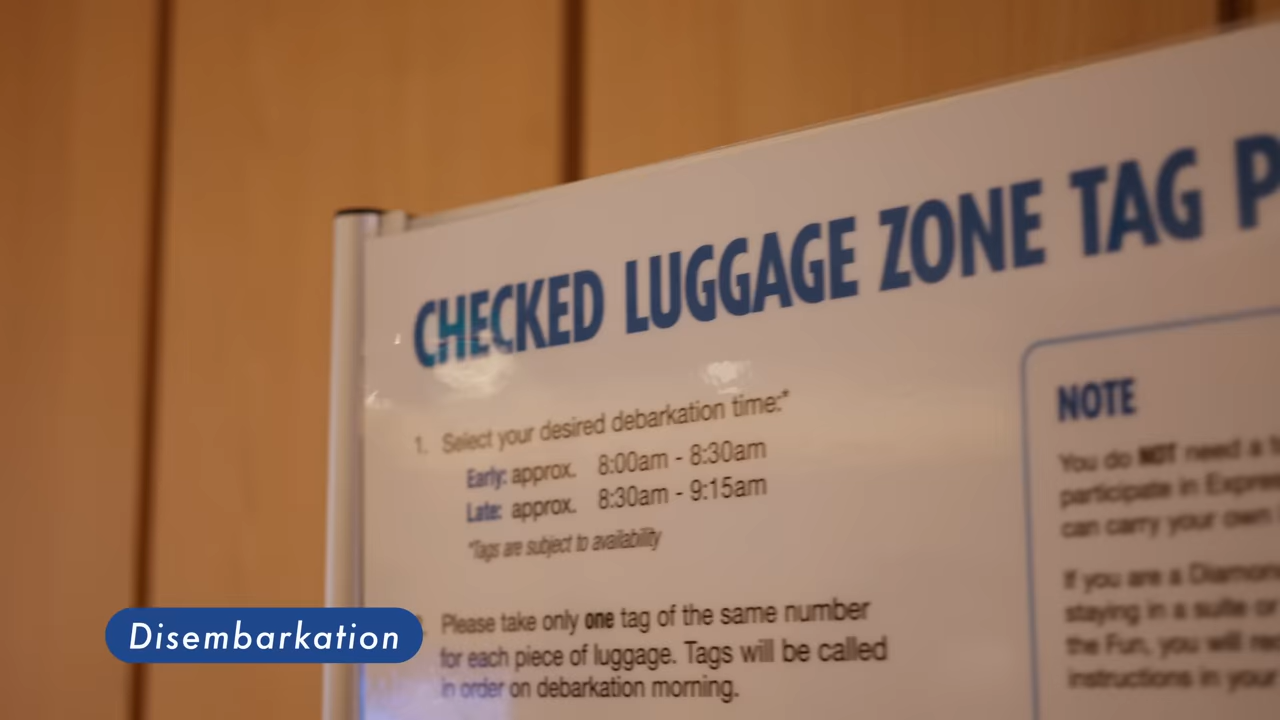 CHECKED LUGGAGE ZONE TAG P
1. Select your desired debarkation time:*
Early: approx. 8:00am - 8:30am
Late: approx. 8:30am - 9:15am
*Tags are subject to availability
Please take only one tag of the same number
for each piece of luggage. Tags will be called
in order on debarkation morning.
NOTE
You do NOT need a
participate in Expres
can carry your own
If you are a Diamon
staying in a suite or
the Fun, you will
instructions in your
Disembarkation